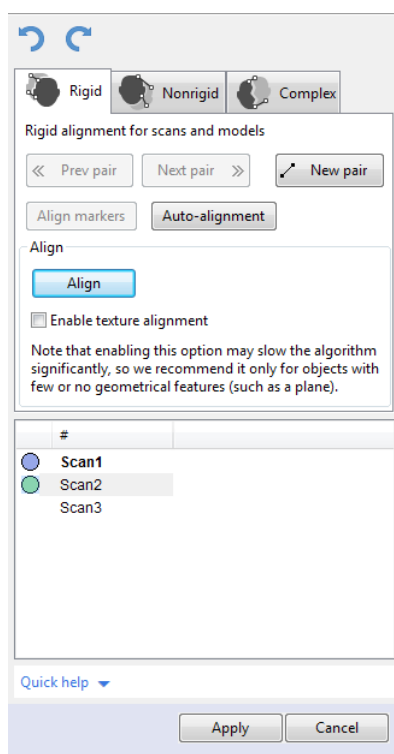 Rigid Nonrigid Complex
Rigid alignment for scans and models
« Prev pair Next pair » New pair
Align markers Auto-alignment
Align
Align
Enable texture alignment
Note that enabling this option may slow the algorithm
significantly, so we recommend it only for objects with
few or no geometrical features (such as a plane).
#
Scan1
Scan2
Scan3
Quick help
Apply Cancel